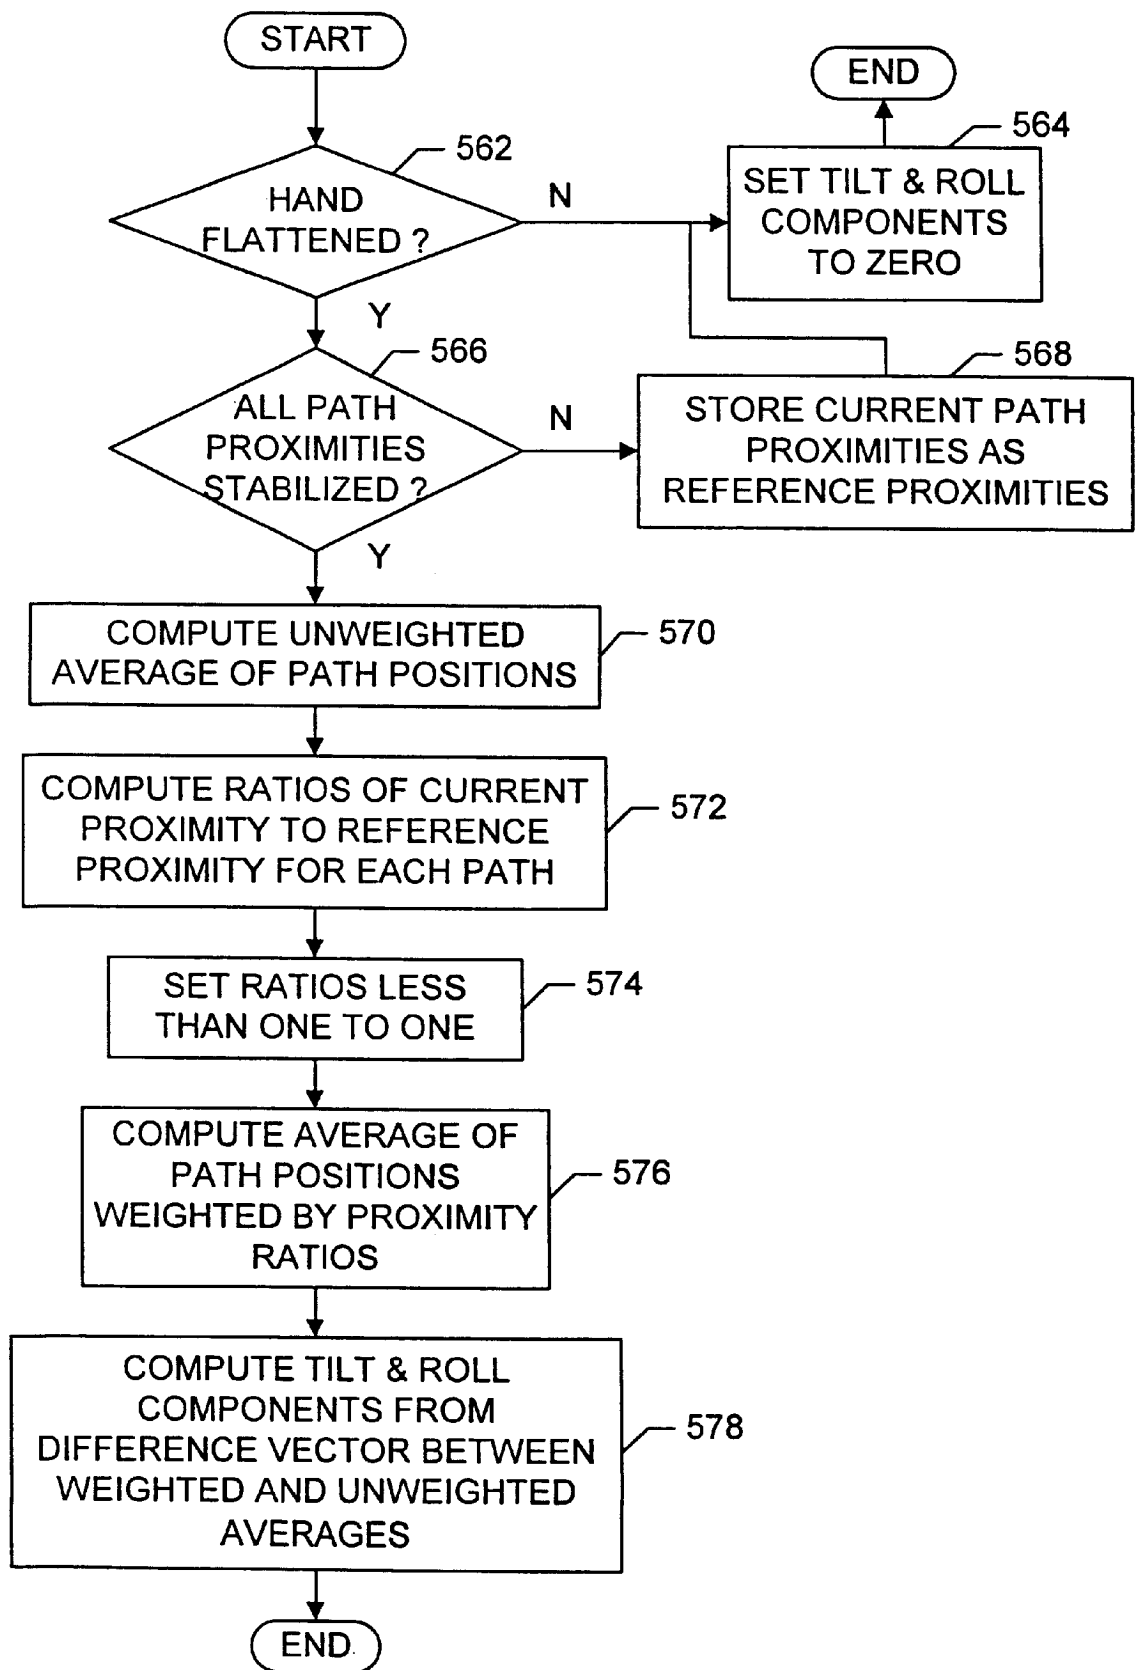 START
END
562
564
HAND
FLATTENED ?
N
SET TILT & ROLL
COMPONENTS
TO ZERO
Y
566
568
ALL PATH
PROXIMITIES
STABILIZED ?
N
STORE CURRENT PATH
PROXIMITIES AS
REFERENCE PROXIMITIES
Y
COMPUTE UNWEIGHTED
AVERAGE OF PATH POSITIONS
570
COMPUTE RATIOS OF CURRENT
PROXIMITY TO REFERENCE
PROXIMITY FOR EACH PATH
572
SET RATIOS LESS
THAN ONE TO ONE
574
COMPUTE AVERAGE OF
PATH POSITIONS
WEIGHTED BY PROXIMITY
RATIOS
576
COMPUTE TILT & ROLL
COMPONENTS FROM
DIFFERENCE VECTOR BETWEEN
WEIGHTED AND UNWEIGHTED
AVERAGES
578
END